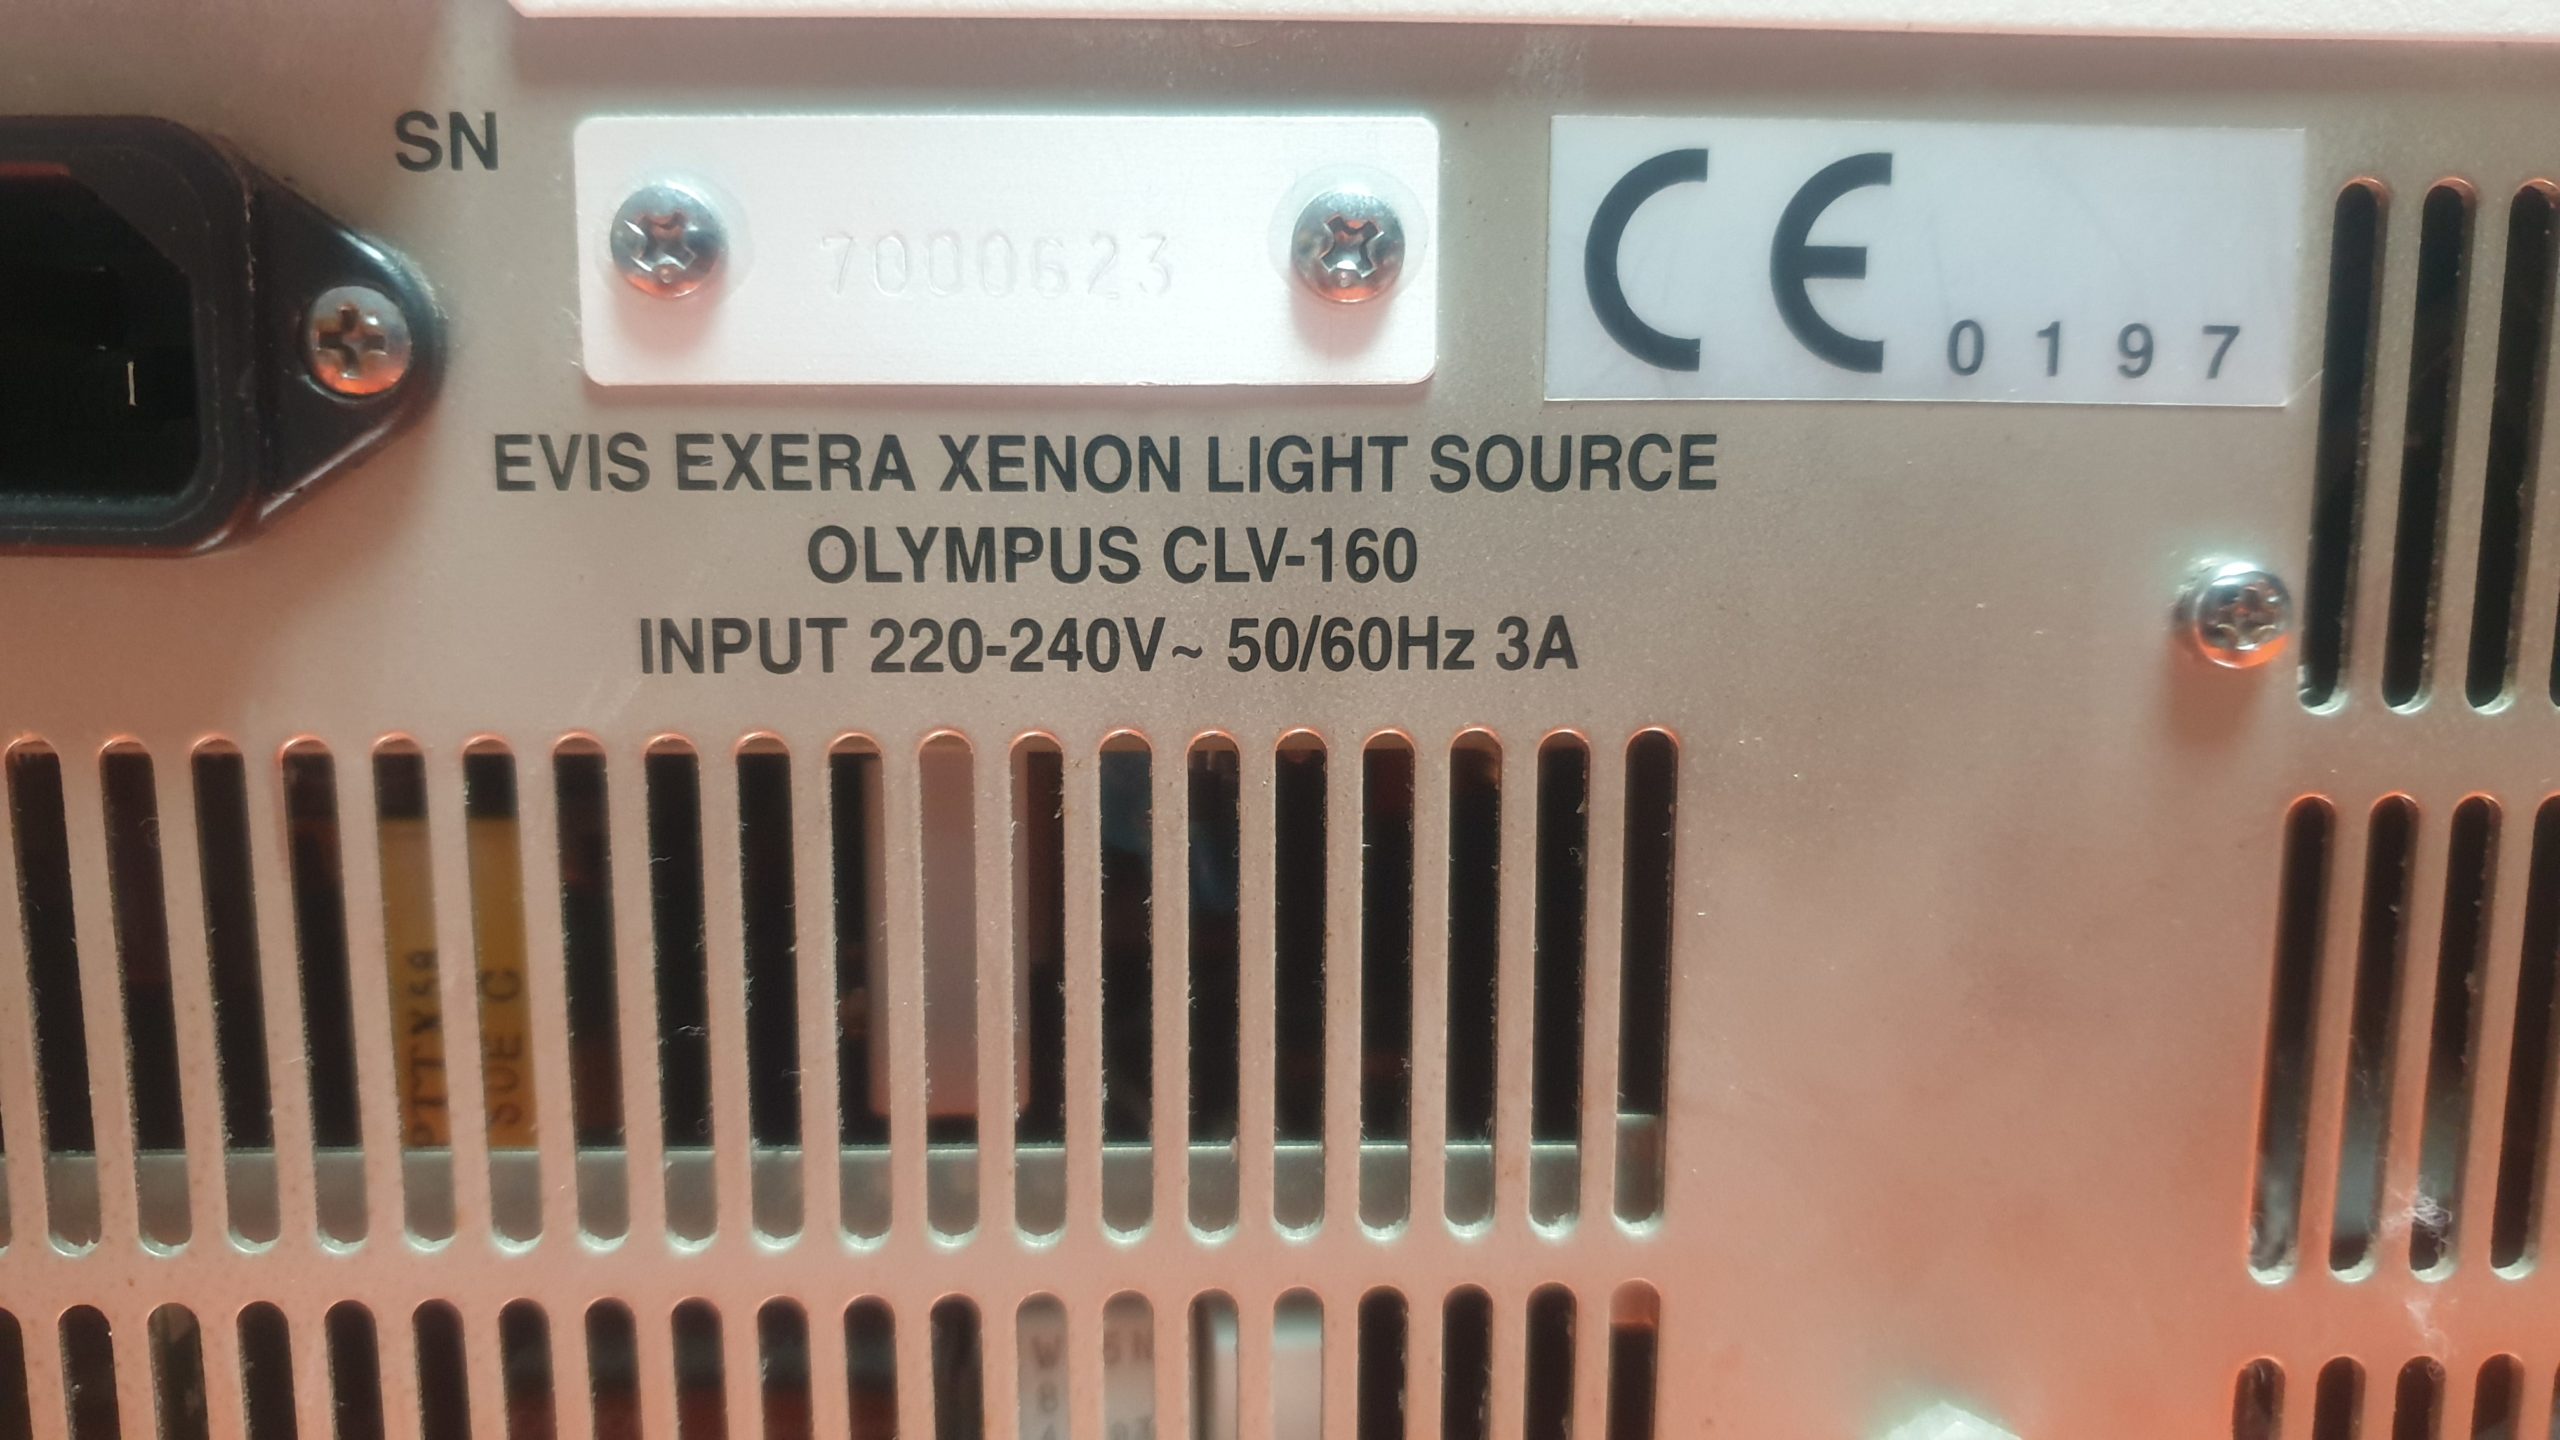 SN
7000623
CE 0197
EVIS EXERA XENON LIGHT SOURCE
OLYMPUS CLV-160
INPUT 220-240V~ 50/60Hz 3A